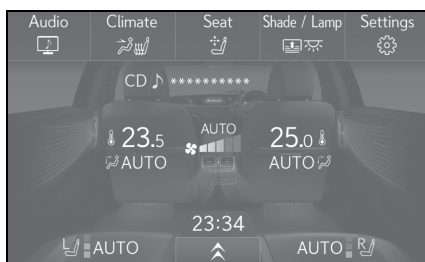 Audio Climate Seat Shade / Lamp Settings
CD ♪ **********
AUTO
23.5 25.0
AUTO AUTO
23:34
L AUTO AUTO R